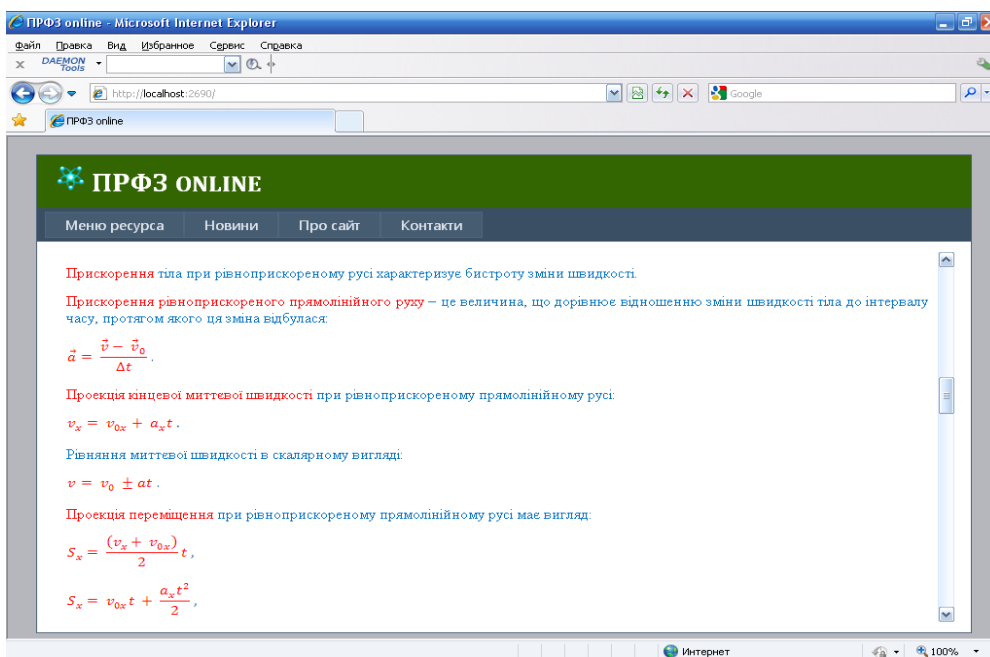 ПРФЗ online - Microsoft Internet Explorer
Файл Правка Вид Избранное Сервис Справка
x DAEMON Tools
http://localhost:2690/
Google
ПРФЗ online
ПРФЗ ONLINE
Меню ресурса Новини Про сайт Контакти
Прискорення тіла при рівноприскореному русі характеризує бистроту зміни швидкості.
Прискорення рівноприскореного прямолінійного руху – це величина, що дорівнює відношенню зміни швидкості тіла до інтервалу
часу, протягом якого ця зміна відбулася:
a⃗ = (v⃗ − v⃗₀) / Δt .
Проекція кінцевої миттєвої швидкості при рівноприскореному прямолінійному русі:
vₓ = v₀ₓ + aₓt .
Рівняння миттєвої швидкості в скалярному вигляді:
v = v₀ ± at .
Проекція переміщення при рівноприскореному прямолінійному русі має вигляд:
Sₓ = (vₓ + v₀ₓ) / 2 t ,
Sₓ = v₀ₓt + aₓt² / 2 ,
Интернет 100%